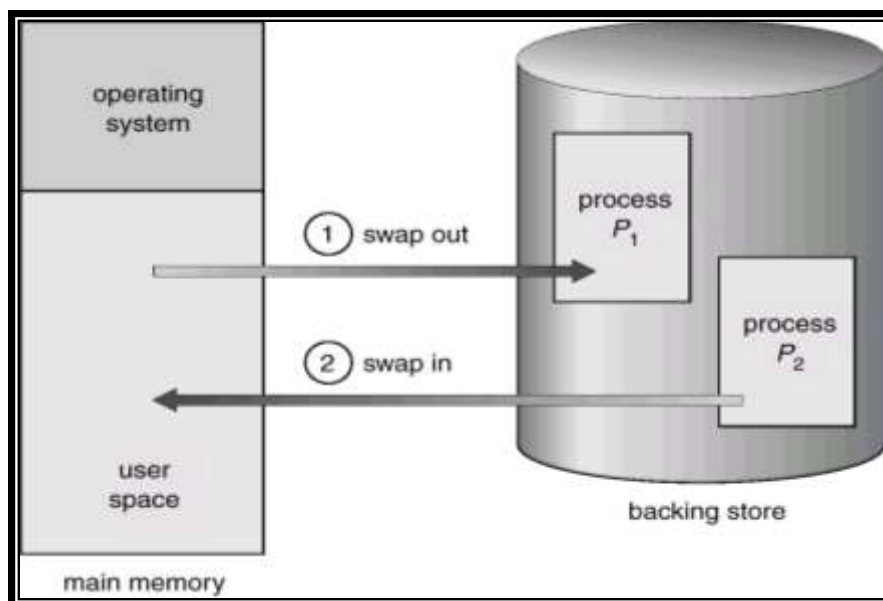 operating
system
① swap out
② swap in
user
space
main memory
process
P₁
process
P₂
backing store